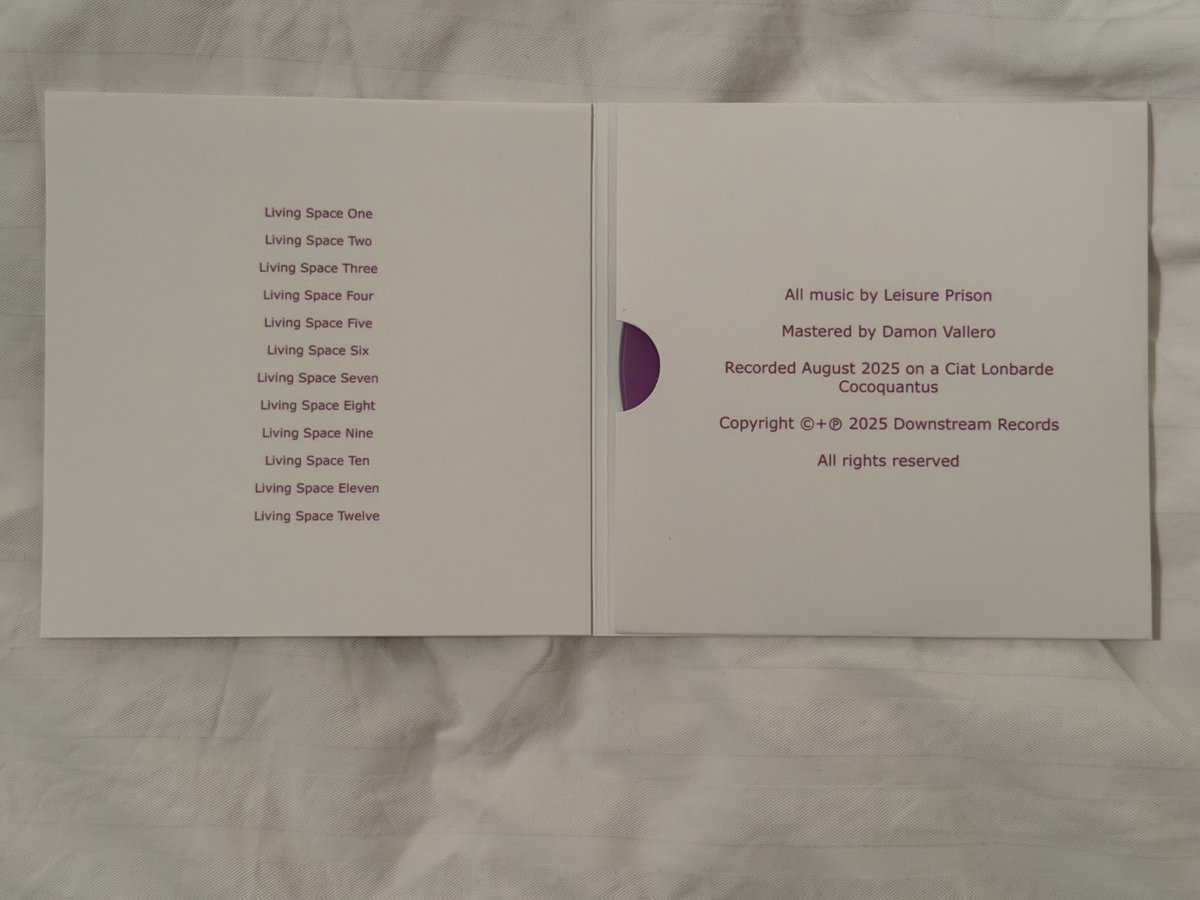 Living Space One
Living Space Two
Living Space Three
Living Space Four
Living Space Five
Living Space Six
Living Space Seven
Living Space Eight
Living Space Nine
Living Space Ten
Living Space Eleven
Living Space Twelve
All music by Leisure Prison
Mastered by Damon Vallero
Recorded August 2025 on a Ciat Lonbarde
Cocoquantus
Copyright ©+℗ 2025 Downstream Records
All rights reserved